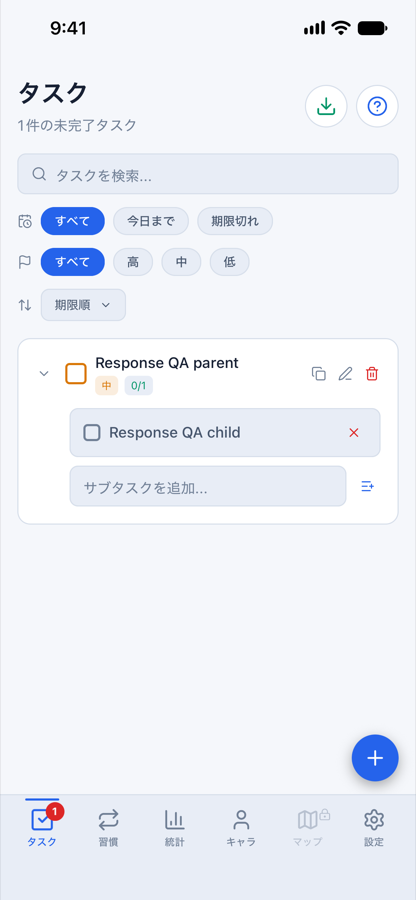 9:41
タスク
1件の未完了タスク
タスクを検索...
すべて 今日まで 期限切れ
すべて 高 中 低
期限順
Response QA parent
中 0/1
Response QA child
サブタスクを追加...
1
タスク 習慣 統計 キャラ マップ 設定